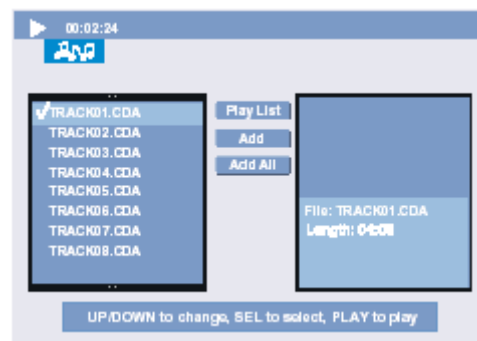 00:02:24
TRACK01.CDA
TRACK02.CDA
TRACK03.CDA
TRACK04.CDA
TRACK05.CDA
TRACK06.CDA
TRACK07.CDA
TRACK08.CDA
Play List
Add
Add All
File: TRACK01.CDA
Length: 04:08
UP/DOWN to change, SEL to select, PLAY to play